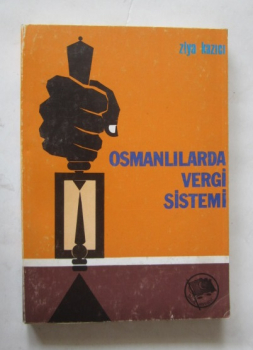 ziya kazıcı
OSMANLILARDA
VERGİ
SİSTEMİ